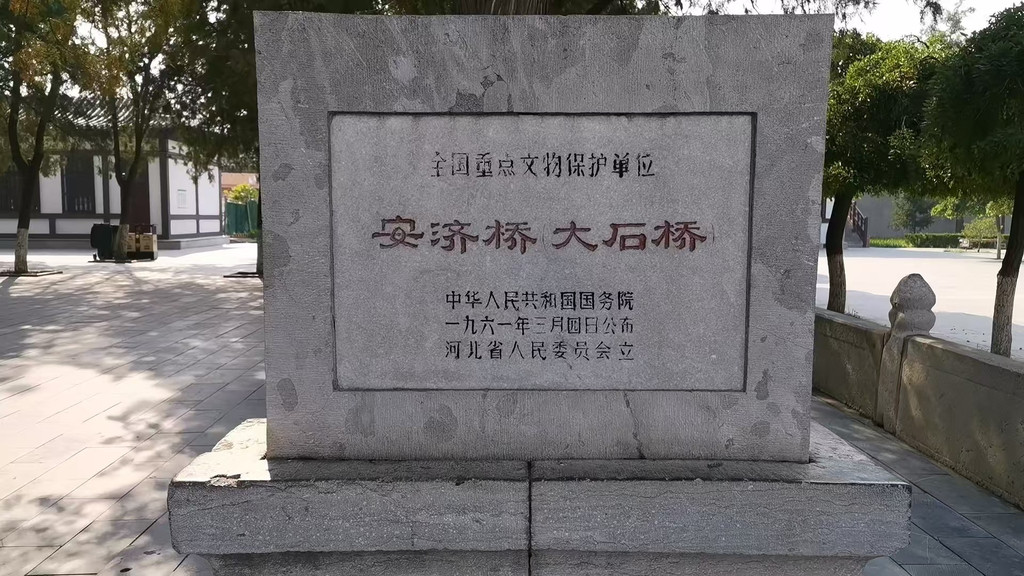 全国重点文物保护单位
安济桥(大石桥)
中华人民共和国国务院
一九六一年三月四日公布
河北省人民委员会立